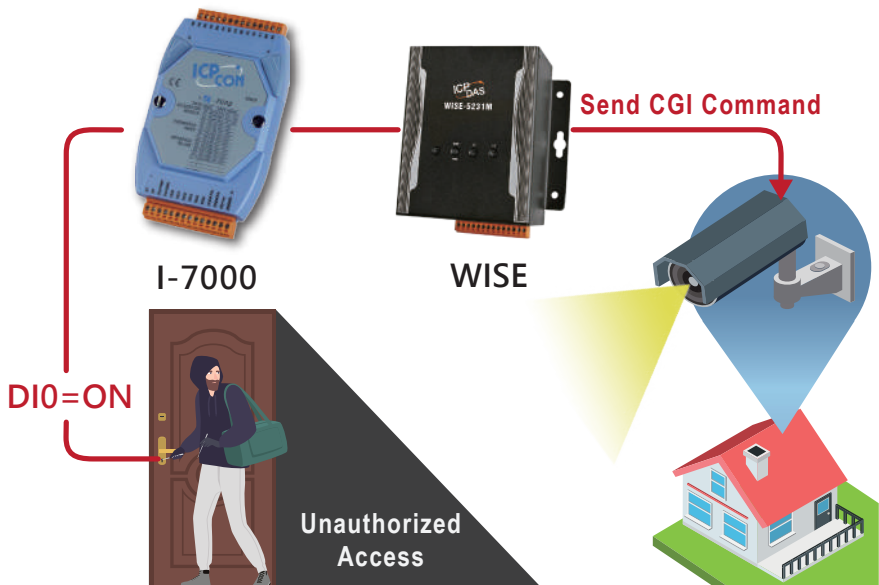 ICP
CON
ICP
DAS
WISE-5231M
Send CGI Command
I-7000
WISE
DI0=ON
Unauthorized
Access